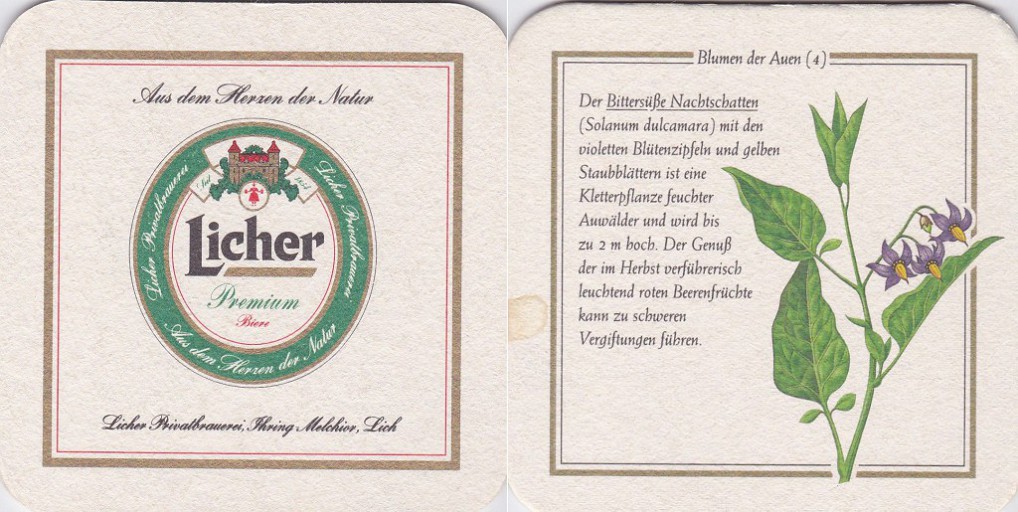 Aus dem Herzen der Natur
Licher Privatbrauerei
Licher Privatbrauerei
Seit 1854
Licher
Premium
Biere
Aus dem Herzen der Natur
Licher Privatbrauerei, Ihring Melchior, Lich
Blumen der Auen (4)
Der Bittersüße Nachtschatten
(Solanum dulcamara) mit den
violetten Blütenzipfeln und gelben
Staubblättern ist eine
Kletterpflanze feuchter
Auwälder und wird bis
zu 2 m hoch. Der Genuß
der im Herbst verführerisch
leuchtend roten Beerenfrüchte
kann zu schweren
Vergiftungen führen.